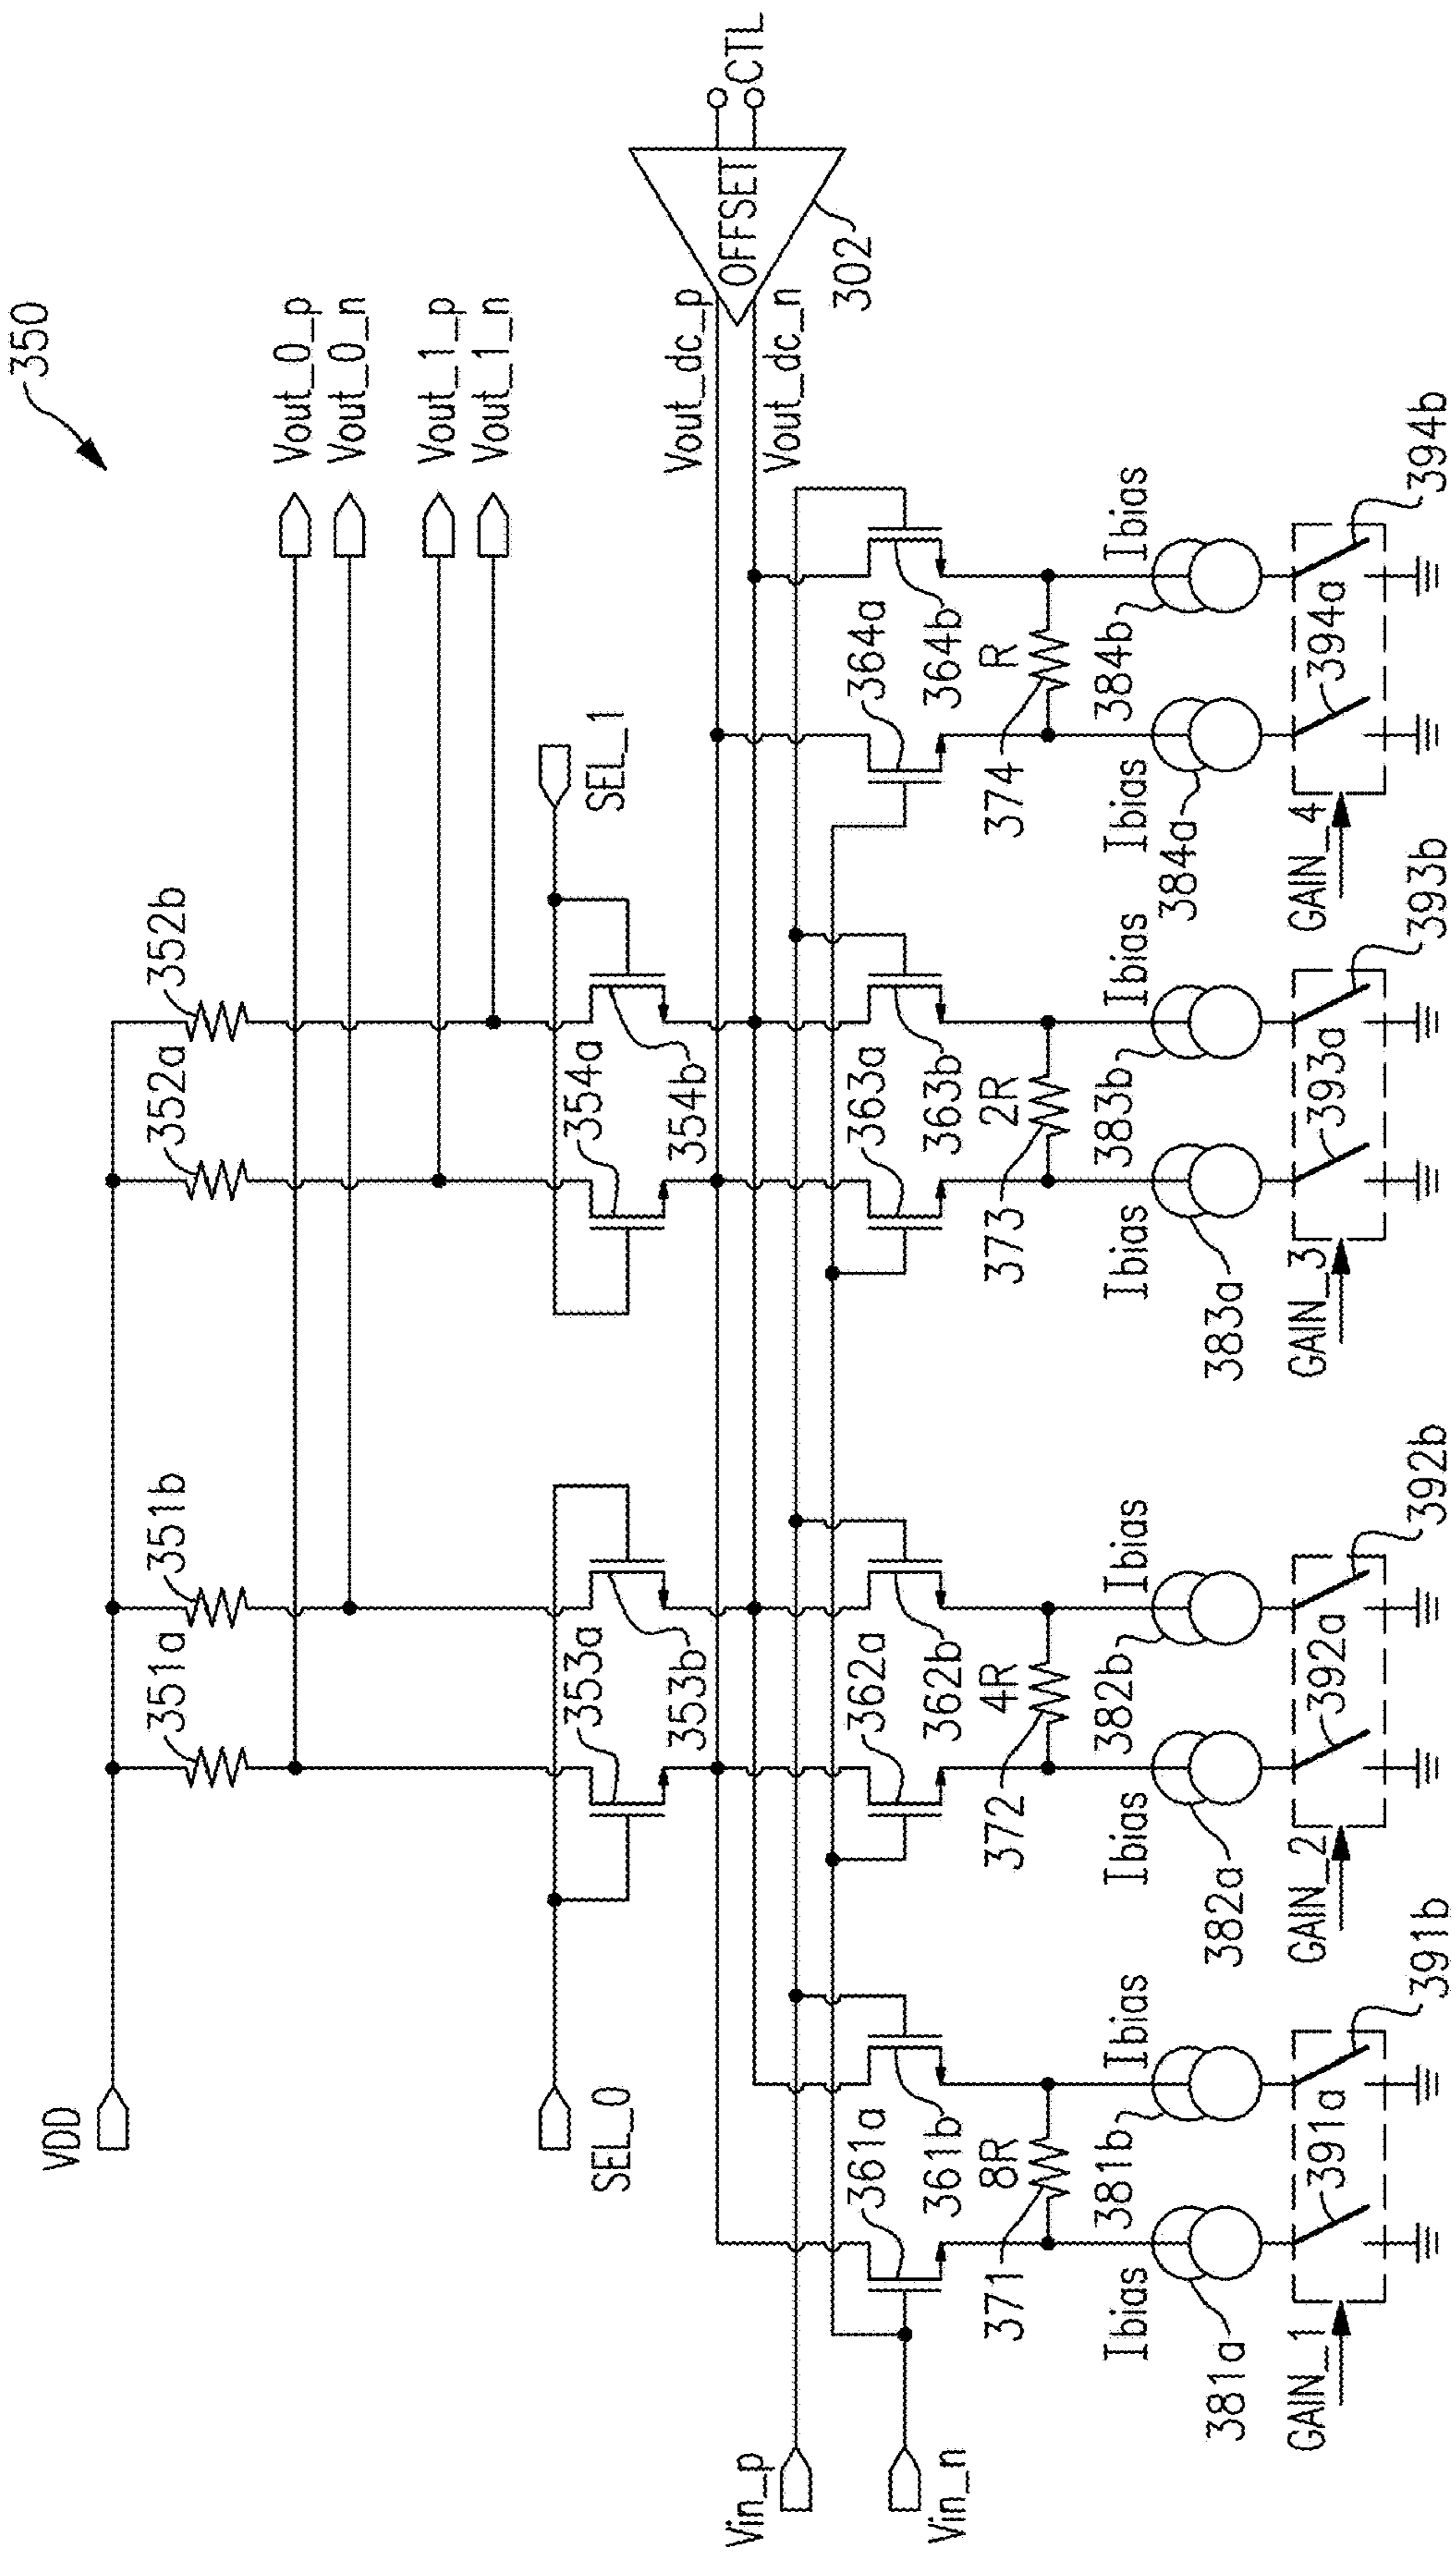 350
VDD
351a
351b
352a
352b
Vout_0_p
Vout_0_n
Vout_1_p
Vout_1_n
SEL_0
353a
353b
354a
354b
SEL_1
Vout_dc_p
Vout_dc_n
OFFSET
CTL
302
Vin_p
Vin_n
361a
361b
362a
362b
363a
363b
364a
364b
371
8R
372
4R
373
2R
374
R
Ibias
Ibias
Ibias
Ibias
Ibias
Ibias
Ibias
Ibias
381a
381b
382a
382b
383a
383b
384a
384b
GAIN_1
391a
391b
GAIN_2
392a
392b
GAIN_3
393a
393b
GAIN_4
394a
394b